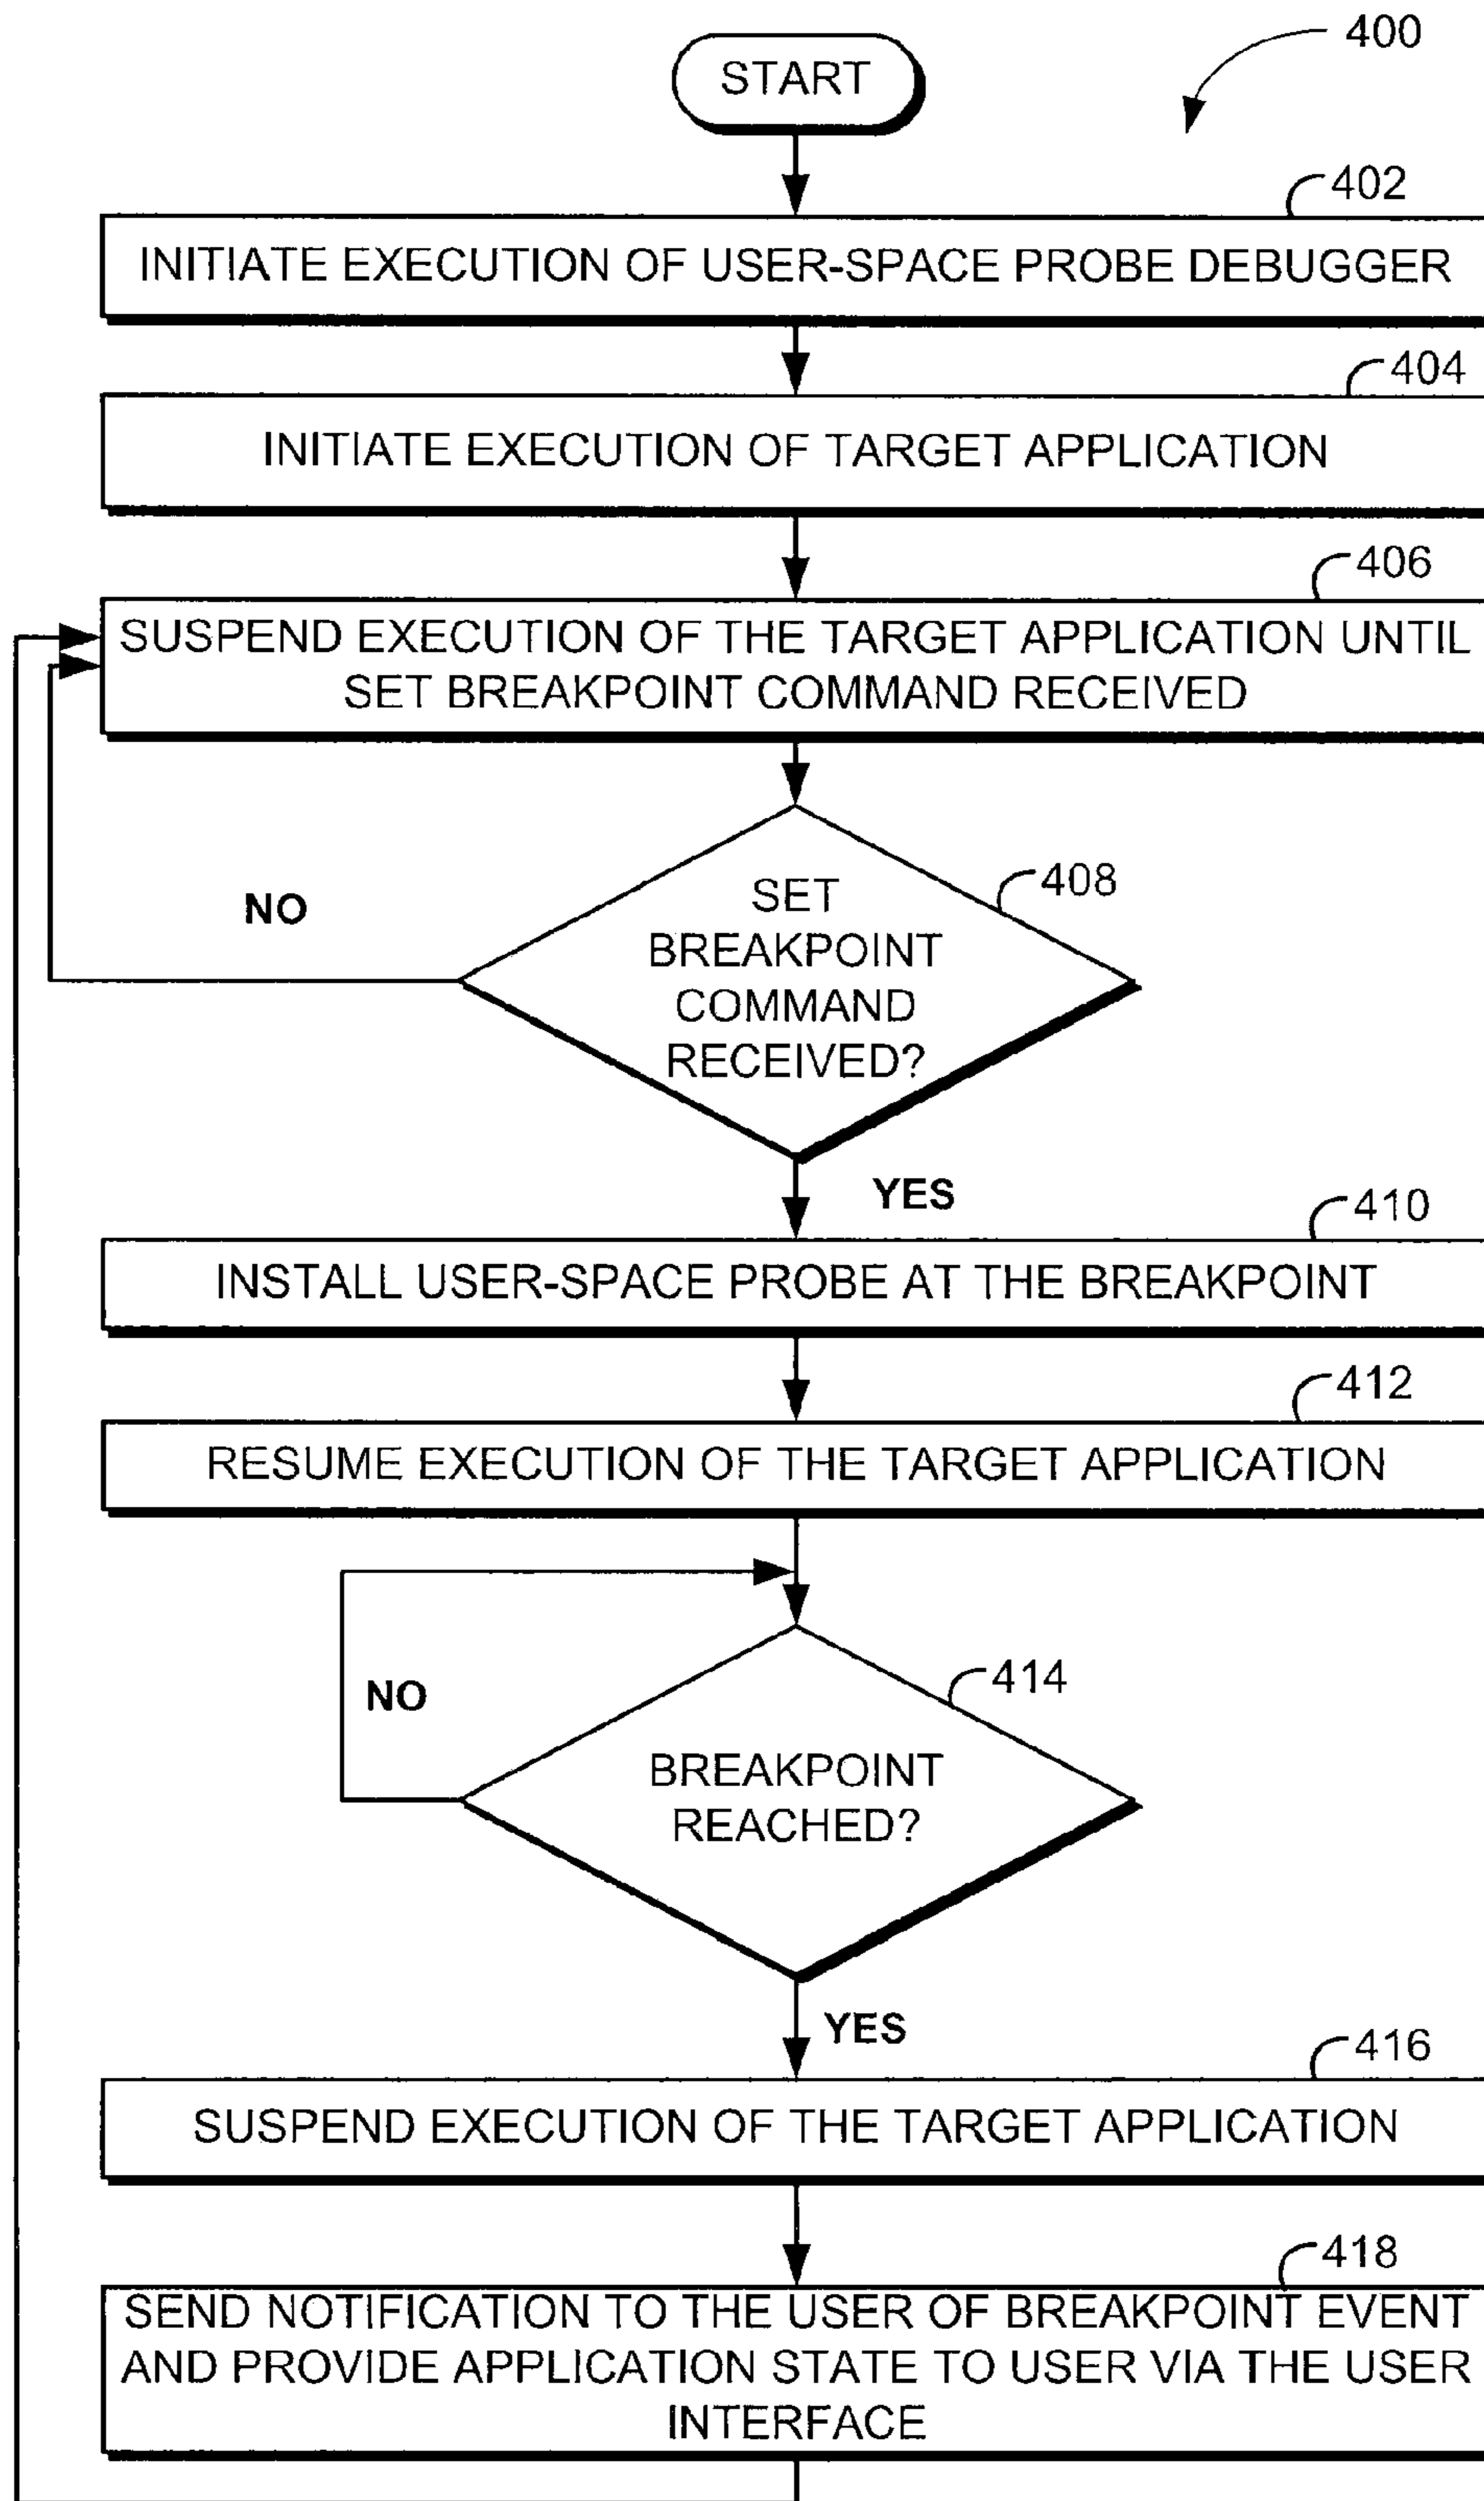 400
START
402
INITIATE EXECUTION OF USER-SPACE PROBE DEBUGGER
404
INITIATE EXECUTION OF TARGET APPLICATION
406
SUSPEND EXECUTION OF THE TARGET APPLICATION UNTIL
SET BREAKPOINT COMMAND RECEIVED
408
NO
SET
BREAKPOINT
COMMAND
RECEIVED?
YES
410
INSTALL USER-SPACE PROBE AT THE BREAKPOINT
412
RESUME EXECUTION OF THE TARGET APPLICATION
414
NO
BREAKPOINT
REACHED?
YES
416
SUSPEND EXECUTION OF THE TARGET APPLICATION
418
SEND NOTIFICATION TO THE USER OF BREAKPOINT EVENT
AND PROVIDE APPLICATION STATE TO USER VIA THE USER
INTERFACE